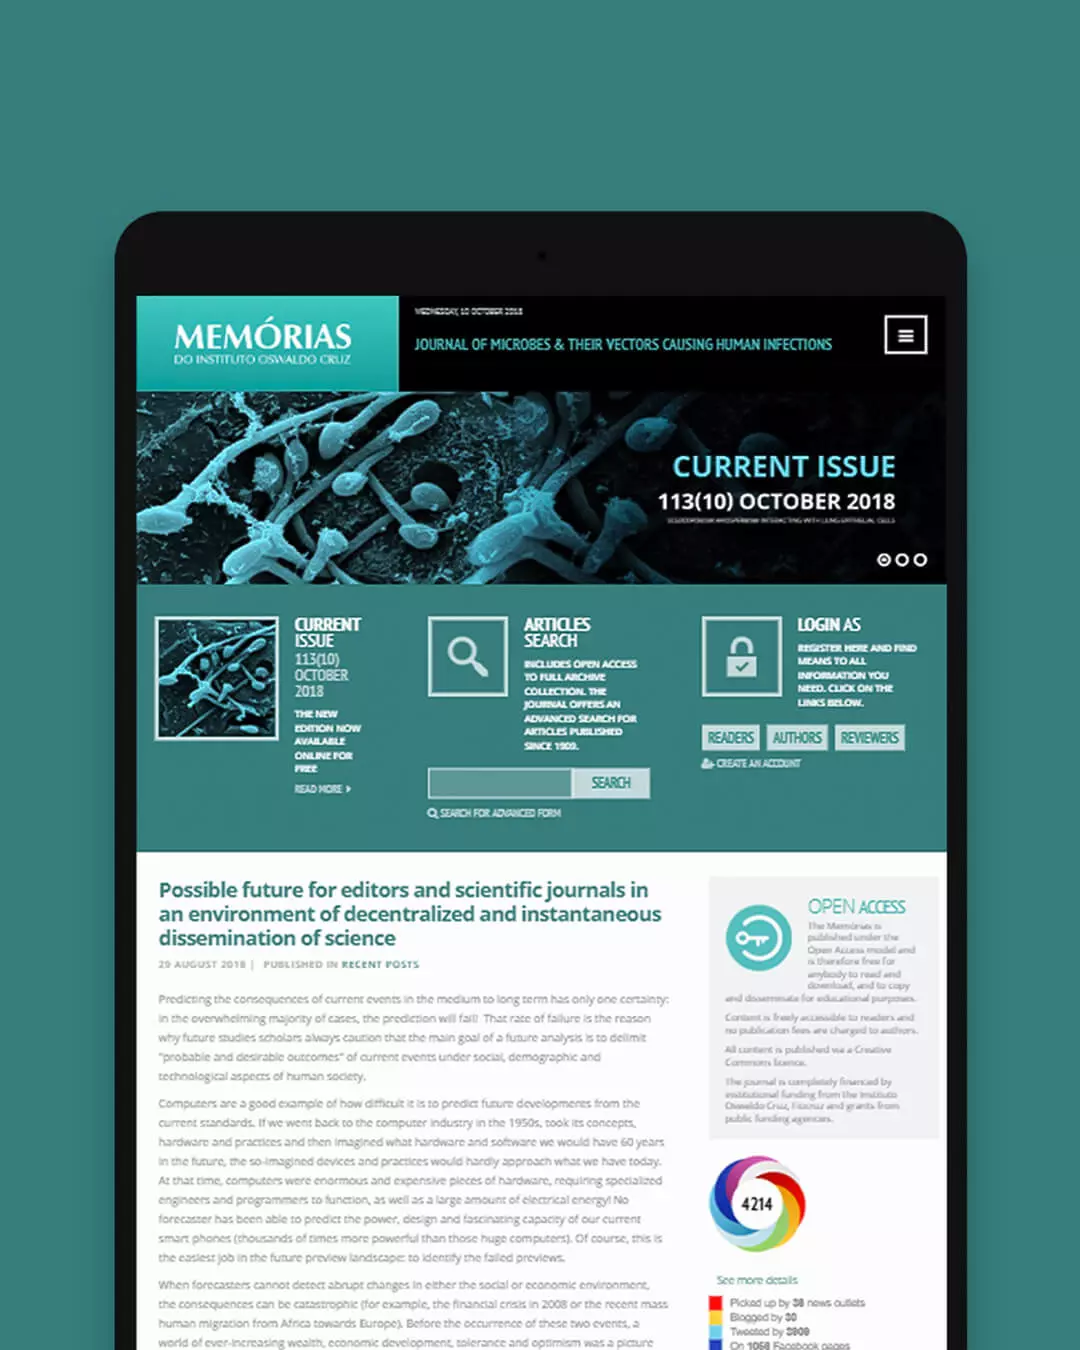 MEMÓRIAS
DO INSTITUTO OSWALDO CRUZ
WEDNESDAY, 10 OCTOBER 2018
JOURNAL OF MICROBES & THEIR VECTORS CAUSING HUMAN INFECTIONS
CURRENT ISSUE
113(10) OCTOBER 2018
INTERACTING WITH LUNG EPITHELIAL CELLS
CURRENT
ISSUE
113(10)
OCTOBER
2018
THE NEW
EDITION NOW
AVAILABLE
ONLINE FOR
FREE
READ MORE
ARTICLES
SEARCH
INCLUDES OPEN ACCESS
TO FULL ARCHIVE
COLLECTION. THE
JOURNAL OFFERS AN
ADVANCED SEARCH FOR
ARTICLES PUBLISHED
SINCE 1909.
SEARCH
SEARCH FOR ADVANCED FORM
LOGIN AS
REGISTER HERE AND FIND
MEANS TO ALL
INFORMATION YOU
NEED. CLICK ON THE
LINKS BELOW.
READERS AUTHORS REVIEWERS
CREATE AN ACCOUNT
Possible future for editors and scientific journals in
an environment of decentralized and instantaneous
dissemination of science
29 AUGUST 2018 | PUBLISHED IN RECENT POSTS
Predicting the consequences of current events in the medium to long term has only one certainty:
in the overwhelming majority of cases, the prediction will fail! That rate of failure is the reason
why future studies scholars always caution that the main goal of a future analysis is to delimit
"probable and desirable outcomes" of current events under social, demographic and
technological aspects of human society.
Computers are a good example of how difficult it is to predict future developments from the
current standards. If we went back to the computer industry in the 1950s, took its concepts,
hardware and practices and then imagined what hardware and software we would have 60 years
in the future, the so-imagined devices and practices would hardly approach what we have today.
At that time, computers were enormous and expensive pieces of hardware, requiring specialized
engineers and programmers to function, as well as a large amount of electrical energy! No
forecaster has been able to predict the power, design and fascinating capacity of our current
smart phones (thousands of times more powerful than those huge computers). Of course, this is
the easiest job in the future preview landscape: to identify the failed previews.
When forecasters cannot detect abrupt changes in either the social or economic environment,
the consequences can be catastrophic (for example, the financial crisis in 2008 or the recent mass
human migration from Africa towards Europe). Before the occurrence of these two events, a
world of ever-increasing wealth, economic development, tolerance and optimism was a picture
OPEN ACCESS
The Memórias is
published under the
Open Access model and
is therefore free for
anybody to read and
download, and to copy
and disseminate for educational purposes.
Content is freely accessible to readers and
no publication fees are charged to authors.
All content is published via a Creative
Commons licence.
The journal is completely financed by
institutional funding from the Instituto
Oswaldo Cruz, Fiocruz and grants from
public funding agencies.
4214
See more details
Picked up by 38 news outlets
Blogged by 30
Tweeted by 3909
On 1058 Facebook pages